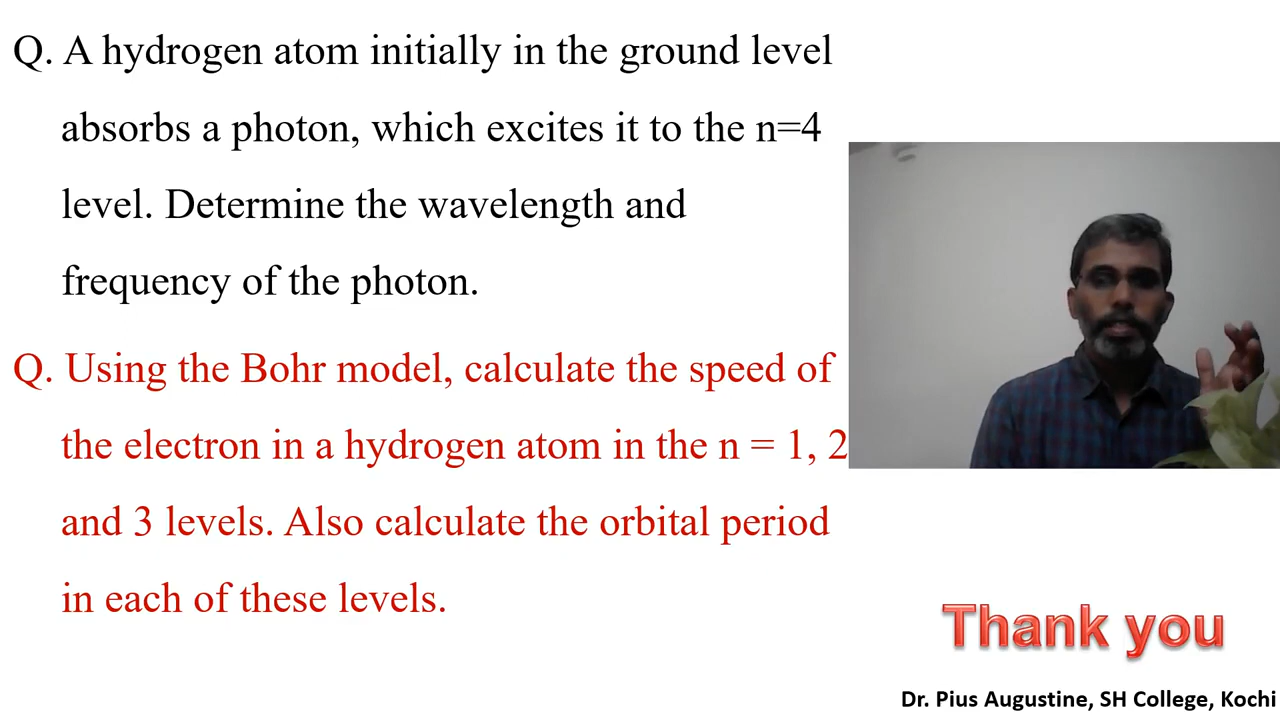 Q. A hydrogen atom initially in the ground level
absorbs a photon, which excites it to the n=4
level. Determine the wavelength and
frequency of the photon.
Q. Using the Bohr model, calculate the speed of
the electron in a hydrogen atom in the n = 1, 2
and 3 levels. Also calculate the orbital period
in each of these levels.
Thank you
Dr. Pius Augustine, SH College, Kochi